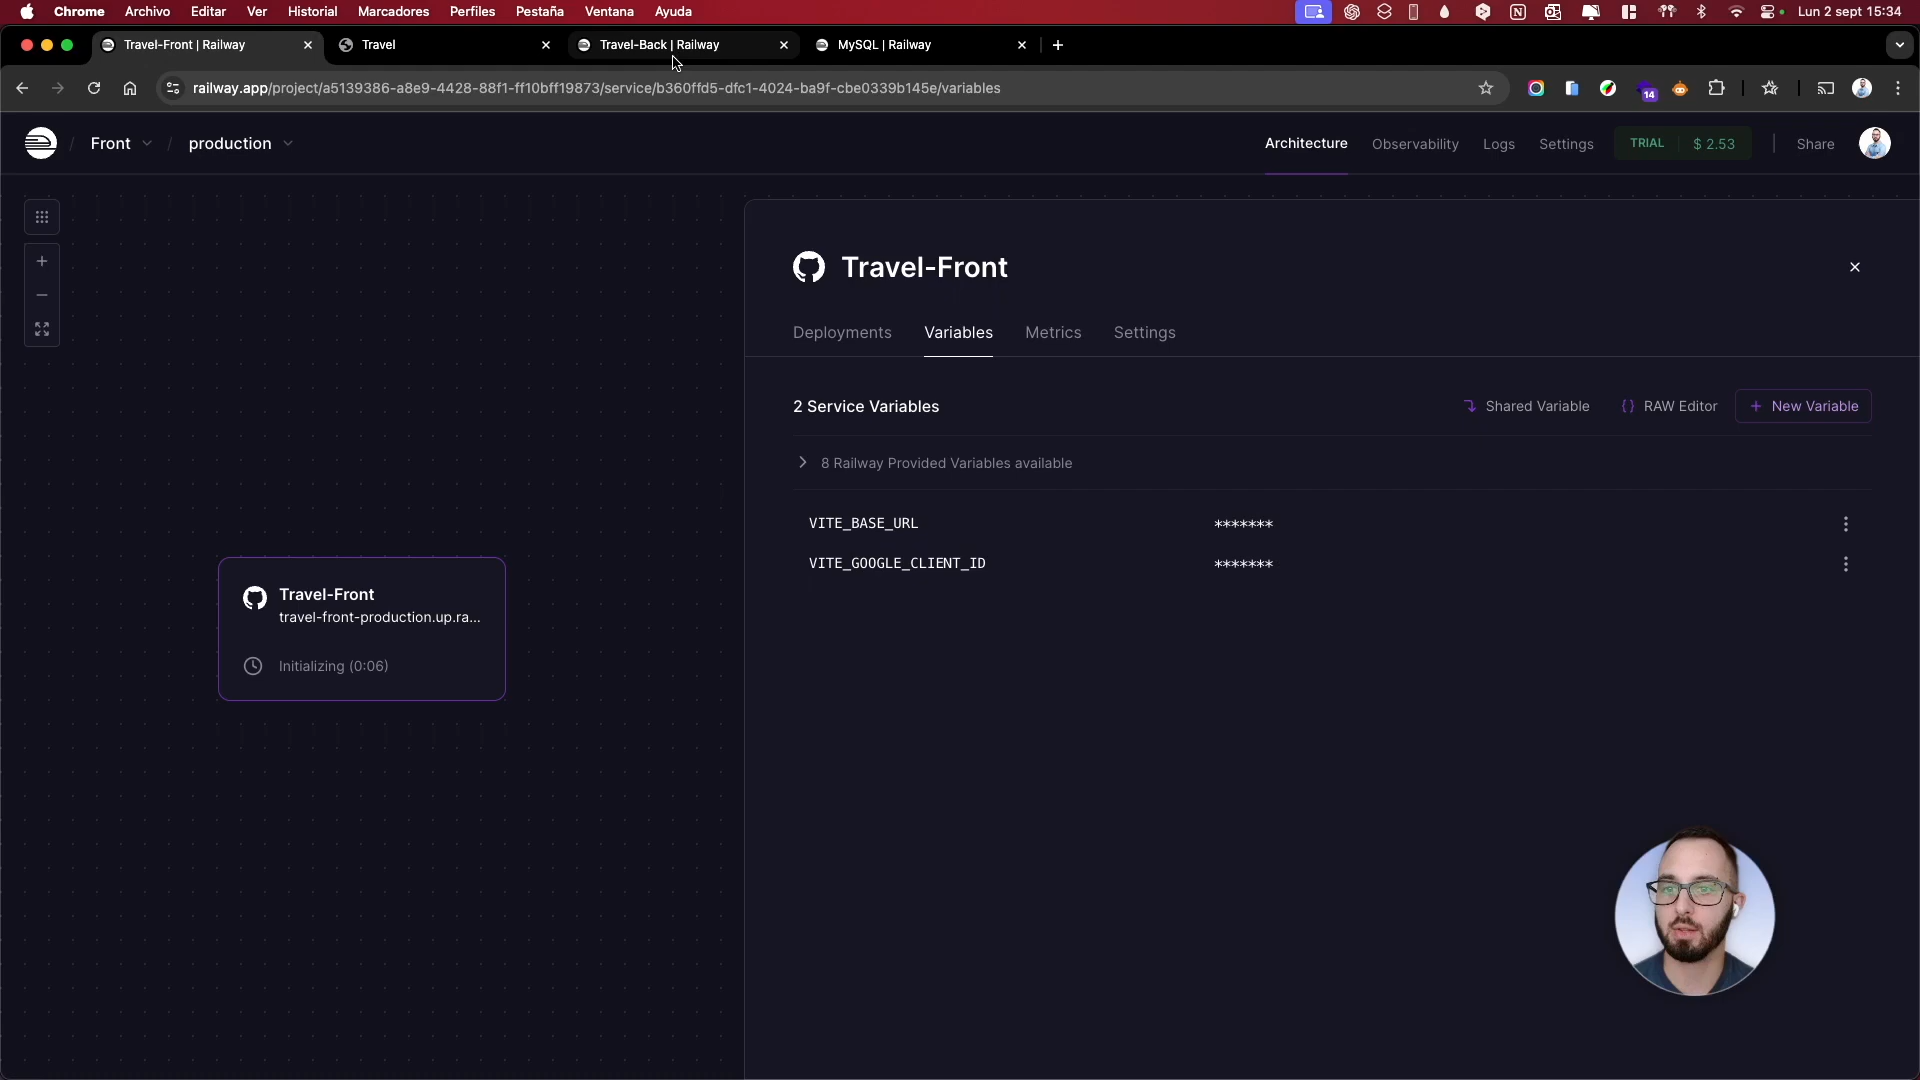 Chrome Archivo Editar Ver Historial Marcadores Perfiles Pestaña Ventana Ayuda Lun 2 sept 15:34
Travel-Front | Railway Travel Travel-Back | Railway MySQL | Railway
railway.app/project/a5139386-a8e9-4428-88f1-ff10bff19873/service/b360ffd5-dfc1-4024-ba9f-cbe0339b145e/variables 14
/ Front / production Architecture Observability Logs Settings TRIAL $ 2.53 Share
Travel-Front
Deployments Variables Metrics Settings
2 Service Variables Shared Variable {} RAW Editor + New Variable
8 Railway Provided Variables available
VITE_BASE_URL *******
VITE_GOOGLE_CLIENT_ID *******
Travel-Front
travel-front-production.up.ra...
Initializing (0:06)